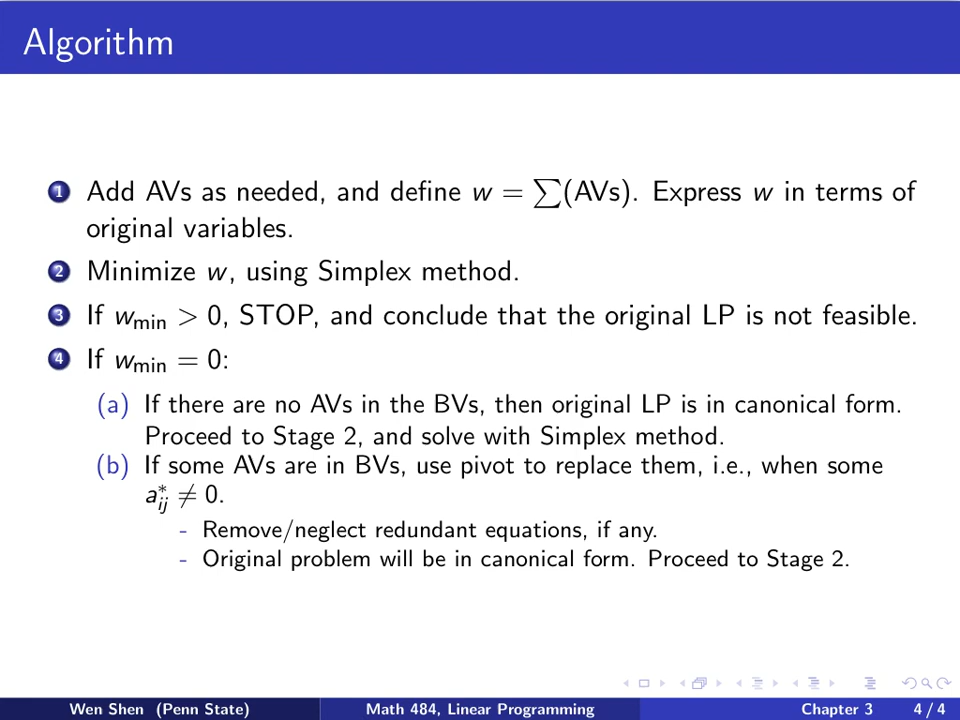 Algorithm
1 Add AVs as needed, and define w = ∑(AVs). Express w in terms of
original variables.
2 Minimize w, using Simplex method.
3 If w_min > 0, STOP, and conclude that the original LP is not feasible.
4 If w_min = 0:
(a) If there are no AVs in the BVs, then original LP is in canonical form.
Proceed to Stage 2, and solve with Simplex method.
(b) If some AVs are in BVs, use pivot to replace them, i.e., when some
a*_ij ≠ 0.
- Remove/neglect redundant equations, if any.
- Original problem will be in canonical form. Proceed to Stage 2.
Wen Shen (Penn State) Math 484, Linear Programming Chapter 3 4 / 4